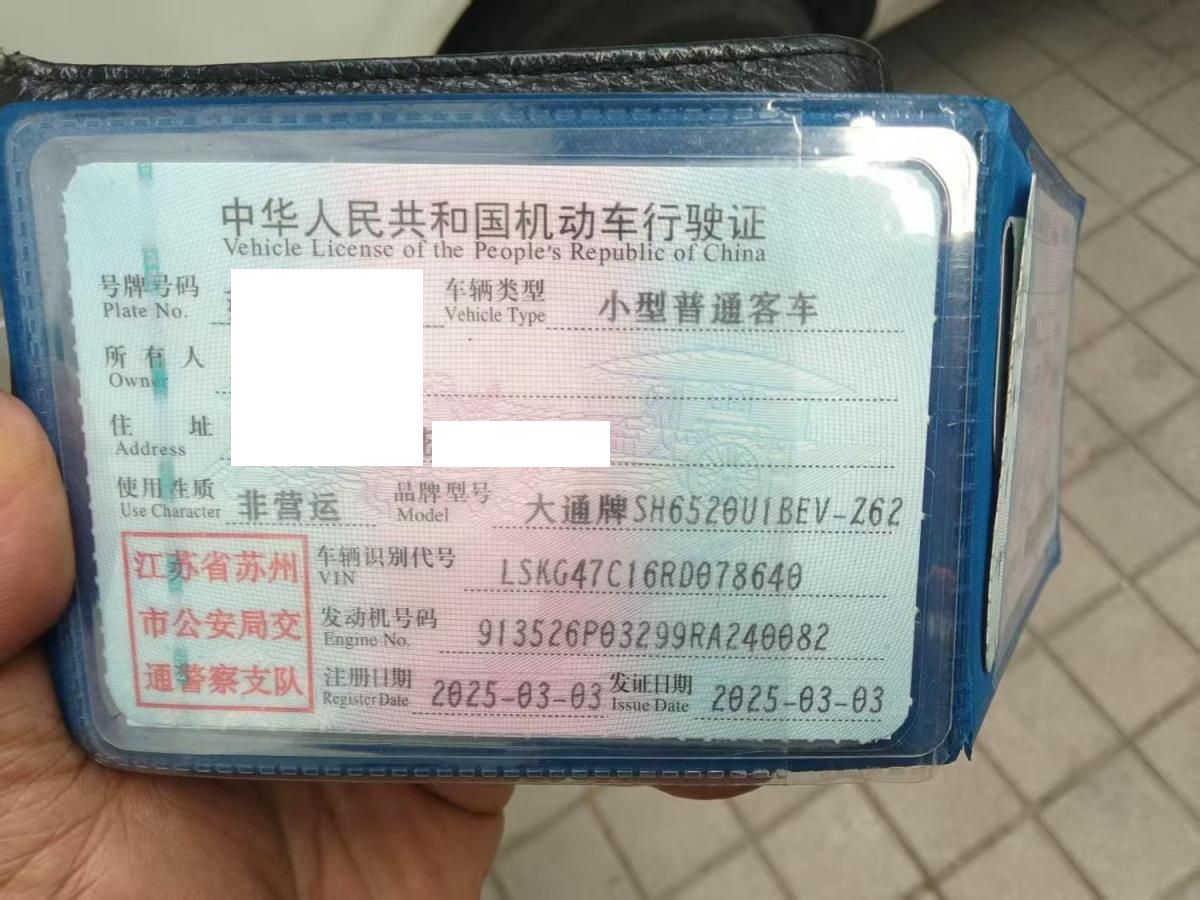 中华人民共和国机动车行驶证
Vehicle License of the People's Republic of China
号牌号码 车辆类型 小型普通客车
Plate No. Vehicle Type
所有人
Owner
住址
Address
使用性质 非营运 品牌型号 大通牌SH6520U1BEV-Z62
Use Character Model
江苏省苏州 车辆识别代号 LSKG47C16RD078640
VIN
市公安局交 发动机号码 913526P03299RA240082
Engine No.
通警察支队 注册日期 2025-03-03 发证日期 2025-03-03
Register Date Issue Date